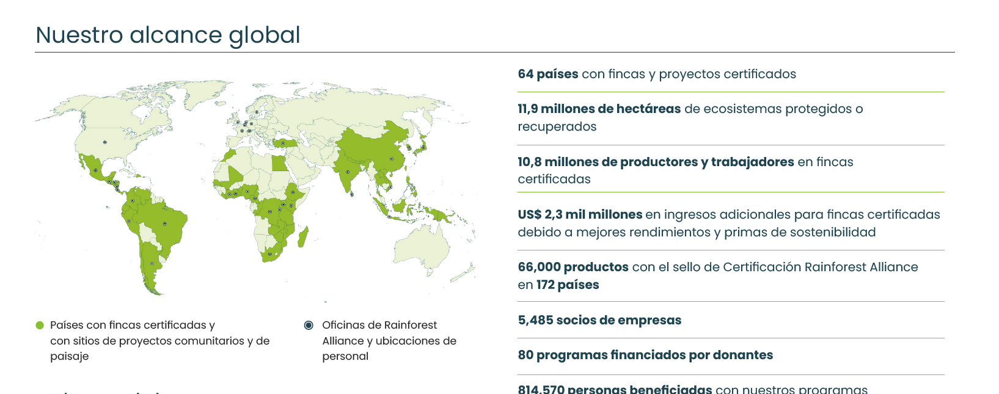 Nuestro alcance global
64 países con fincas y proyectos certificados
11,9 millones de hectáreas de ecosistemas protegidos o
recuperados
10,8 millones de productores y trabajadores en fincas
certificadas
US$ 2,3 mil millones en ingresos adicionales para fincas certificadas
debido a mejores rendimientos y primas de sostenibilidad
66,000 productos con el sello de Certificación Rainforest Alliance
en 172 países
5,485 socios de empresas
80 programas financiados por donantes
814,570 personas beneficiadas con nuestros programas
Países con fincas certificadas y
con sitios de proyectos comunitarios y de
paisaje
Oficinas de Rainforest
Alliance y ubicaciones de
personal